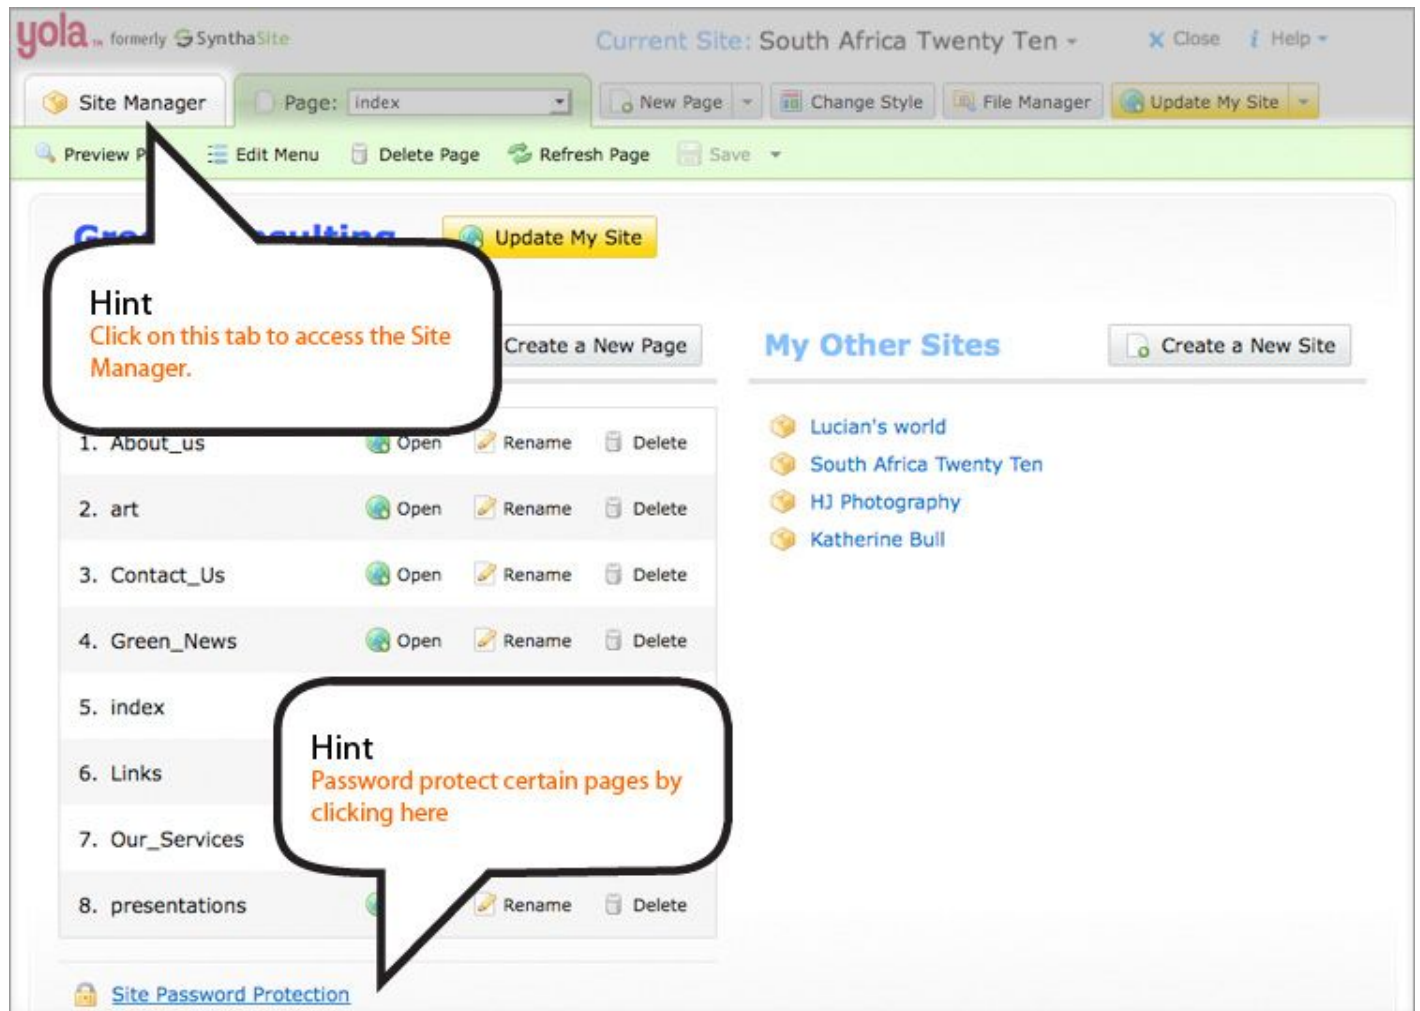 yola ™ formerly SynthaSite
Current Site: South Africa Twenty Ten
Close
Help
Site Manager
Page: index
New Page
Change Style
File Manager
Update My Site
Preview
Edit Menu
Delete Page
Refresh Page
Save
Update My Site
Hint
Click on this tab to access the Site
Manager.
Create a New Page
My Other Sites
Create a New Site
1. About_us Open Rename Delete
2. art Open Rename Delete
3. Contact_Us Open Rename Delete
4. Green_News Open Rename Delete
5. index
6. Links
7. Our_Services
8. presentations Rename Delete
Lucian's world
South Africa Twenty Ten
HJ Photography
Katherine Bull
Hint
Password protect certain pages by
clicking here
Site Password Protection